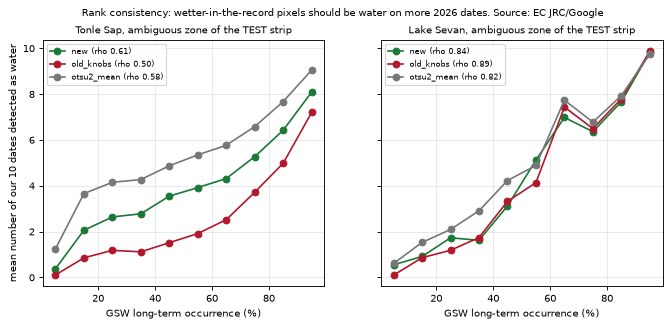 Rank consistency: wetter-in-the-record pixels should be water on more 2026 dates. Source: EC JRC/Google
Tonle Sap, ambiguous zone of the TEST strip
Lake Sevan, ambiguous zone of the TEST strip
new (rho 0.61)
old_knobs (rho 0.50)
otsu2_mean (rho 0.58)
new (rho 0.84)
old_knobs (rho 0.89)
otsu2_mean (rho 0.82)
mean number of our 10 dates detected as water
10
8
6
4
2
0
20 40 60 80
20 40 60 80
GSW long-term occurrence (%)
GSW long-term occurrence (%)